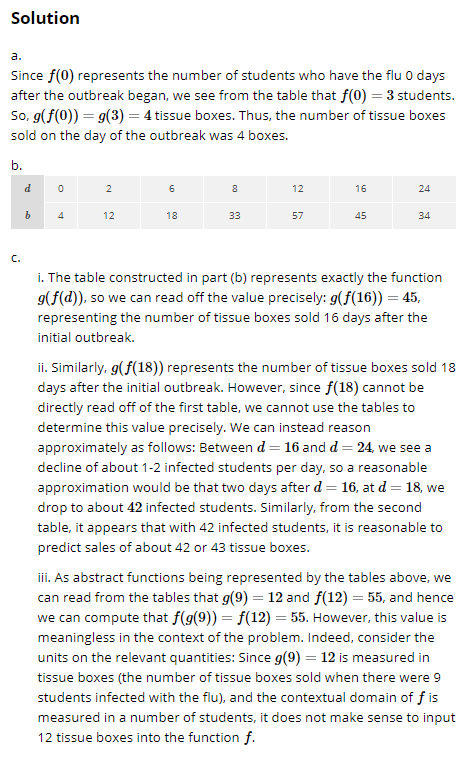 Solution
a.
Since f(0) represents the number of students who have the flu 0 days
after the outbreak began, we see from the table that f(0) = 3 students.
So, g(f(0)) = g(3) = 4 tissue boxes. Thus, the number of tissue boxes
sold on the day of the outbreak was 4 boxes.
b.
d 0 2 6 8 12 16 24
b 4 12 18 33 57 45 34
c.
i. The table constructed in part (b) represents exactly the function
g(f(d)), so we can read off the value precisely: g(f(16)) = 45,
representing the number of tissue boxes sold 16 days after the
initial outbreak.
ii. Similarly, g(f(18)) represents the number of tissue boxes sold 18
days after the initial outbreak. However, since f(18) cannot be
directly read off of the first table, we cannot use the tables to
determine this value precisely. We can instead reason
approximately as follows: Between d = 16 and d = 24, we see a
decline of about 1-2 infected students per day, so a reasonable
approximation would be that two days after d = 16, at d = 18, we
drop to about 42 infected students. Similarly, from the second
table, it appears that with 42 infected students, it is reasonable to
predict sales of about 42 or 43 tissue boxes.
iii. As abstract functions being represented by the tables above, we
can read from the tables that g(9) = 12 and f(12) = 55, and hence
we can compute that f(g(9)) = f(12) = 55. However, this value is
meaningless in the context of the problem. Indeed, consider the
units on the relevant quantities: Since g(9) = 12 is measured in
tissue boxes (the number of tissue boxes sold when there were 9
students infected with the flu), and the contextual domain of f is
measured in a number of students, it does not make sense to input
12 tissue boxes into the function f.